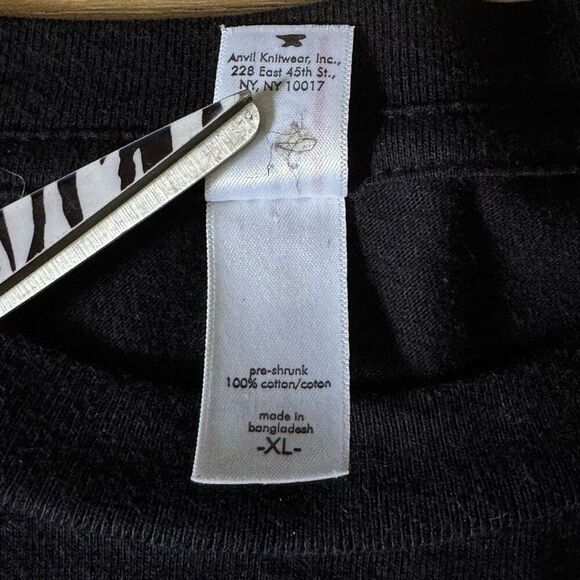 Anvil Knitwear, Inc.,
228 East 45th St.,
NY, NY 10017
pre-shrunk
100% cotton/coton
made in
bangladesh
-XL-